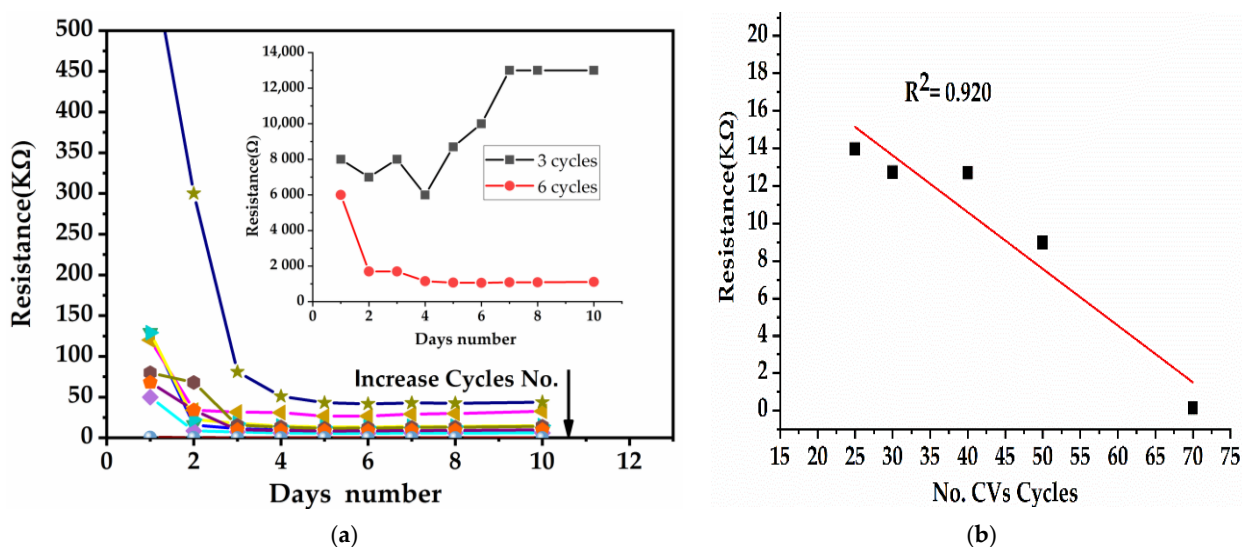 500
450
400
350
300
250
200
150
100
50
0
Resistance(KΩ)
0 2 4 6 8 10 12
Days number
Increase Cycles No.
14,000
12,000
10,000
8 000
6 000
4 000
2 000
0
Resistance(Ω)
0 2 4 6 8 10
Days number
3 cycles
6 cycles
(a)
b)
20
18
16
14
12
10
8
6
4
2
0
Resistance(KΩ)
R²= 0.920
15 20 25 30 35 40 45 50 55 60 65 70 75
No. CVs Cycles
(b)